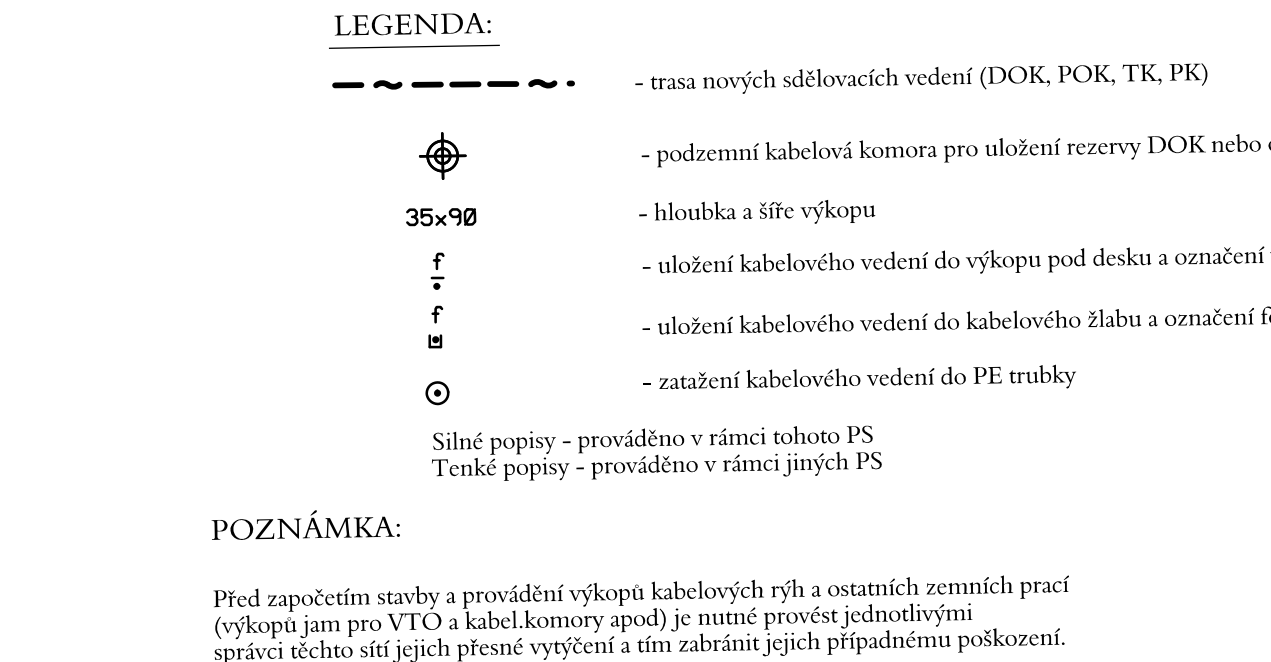 LEGENDA:
- trasa nových sdělovacích vedení (DOK, POK, TK, PK)
- podzemní kabelová komora pro uložení rezervy DOK nebo
35x90 - hloubka a šíře výkopu
f - uložení kabelového vedení do výkopu pod desku a označení
f - uložení kabelového vedení do kabelového žlabu a označení
- zatažení kabelového vedení do PE trubky
Silné popisy - prováděno v rámci tohoto PS
Tenké popisy - prováděno v rámci jiných PS
POZNÁMKA:
Před započetím stavby a provádění výkopů kabelových rýh a ostatních zemních prací
(výkopů jam pro VTO a kabel.komory apod) je nutné provést jednotlivými
správci těchto sítí jejich přesné vytýčení a tím zabránit jejich případnému poškození.